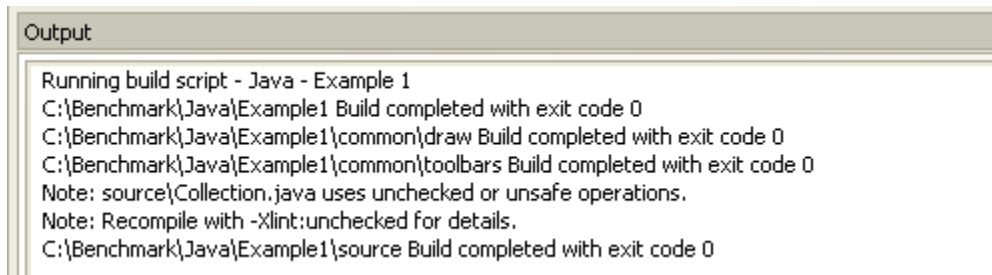 Output
Running build script - Java - Example 1
C:\Benchmark\Java\Example1 Build completed with exit code 0
C:\Benchmark\Java\Example1\common\draw Build completed with exit code 0
C:\Benchmark\Java\Example1\common\toolbars Build completed with exit code 0
Note: source\Collection.java uses unchecked or unsafe operations.
Note: Recompile with -Xlint:unchecked for details.
C:\Benchmark\Java\Example1\source Build completed with exit code 0